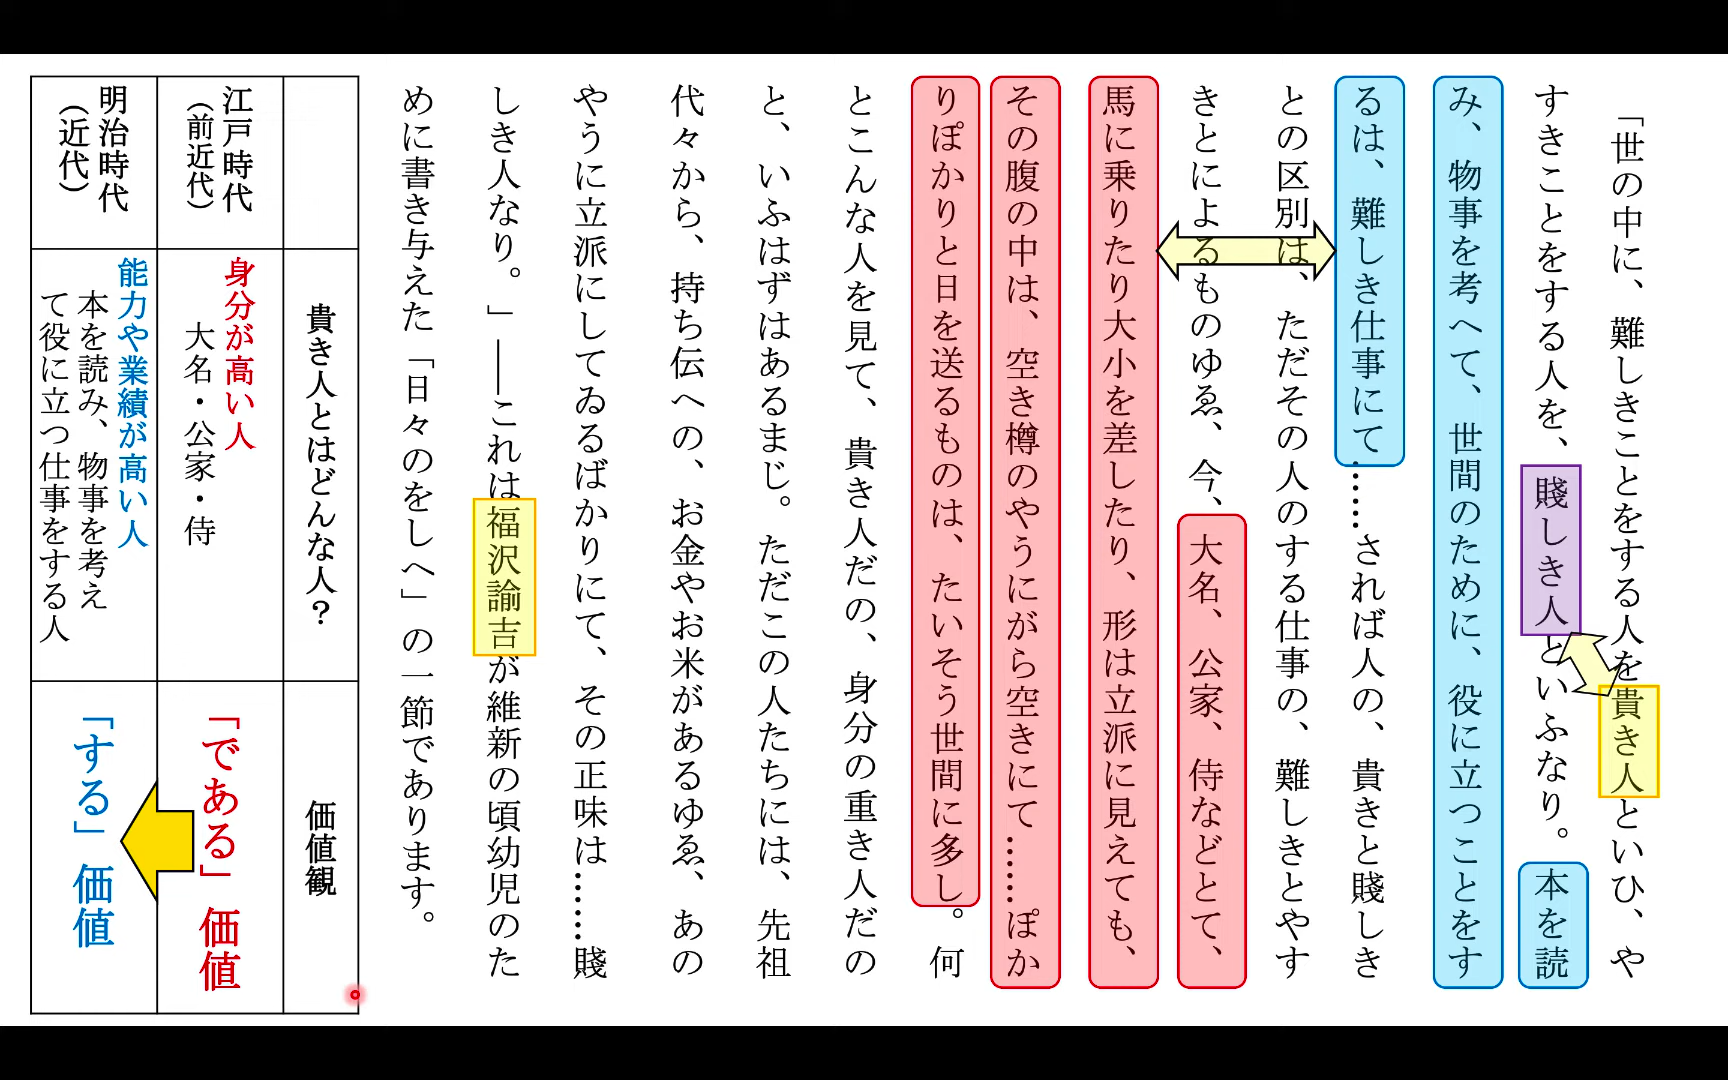 「世の中に、難しきことをする人を貴き人といひ、や
すきことをする人を、賤しき人といふなり。本を読
み、物事を考へて、世間のために、役に立つことをす
るは、難しき仕事にて……されば人の、貴きと賤しき
との区別は、ただその人のする仕事の、難しきとやす
きとによるものゆゑ、今、大名、公家、侍などとて、
馬に乗りたり大小を差したり、形は立派に見えても、
その腹の中は、空き樽のやうにがら空きにて……ぽか
りぽかりと日を送るものは、たいそう世間に多し。何
とこんな人を見て、貴き人だの、身分の重き人だの
と、いふはずはあるまじ。ただこの人たちには、先祖
代々から、持ち伝への、お金やお米があるゆゑ、あの
やうに立派にしてゐるばかりにて、その正味は……賤
しき人なり。」——これは福沢諭吉が維新の頃幼児のた
めに書き与えた「日々のをしへ」の一節であります。
貴き人とはどんな人？
価値観
江戸時代
（前近代）
身分が高い人
大名・公家・侍
「である」価値
明治時代
（近代）
能力や業績が高い人
本を読み、物事を考え
て役に立つ仕事をする人
「する」価値